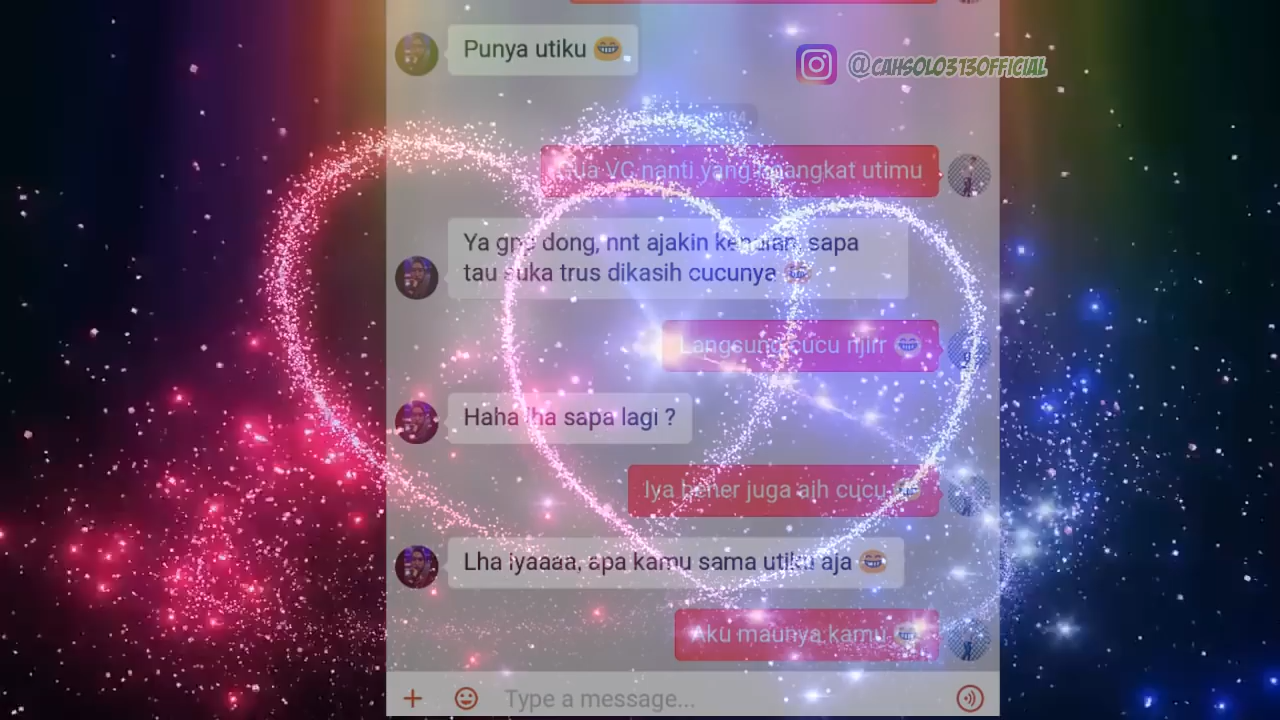 Punya utiku 😂
@CAHSOLO313OFFICIAL
VC nanti yang angkat utimu
Ya gpp dong, nnt ajakin kenalan, sapa
tau suka trus dikasih cucunya 😂
Langsung cucu njirr 😂
Haha lha sapa lagi ?
Iya bener juga ajh cucu 😂
Lha iyaaaa, apa kamu sama utiku aja 😂
Aku maunya kamu 😂
Type a message...